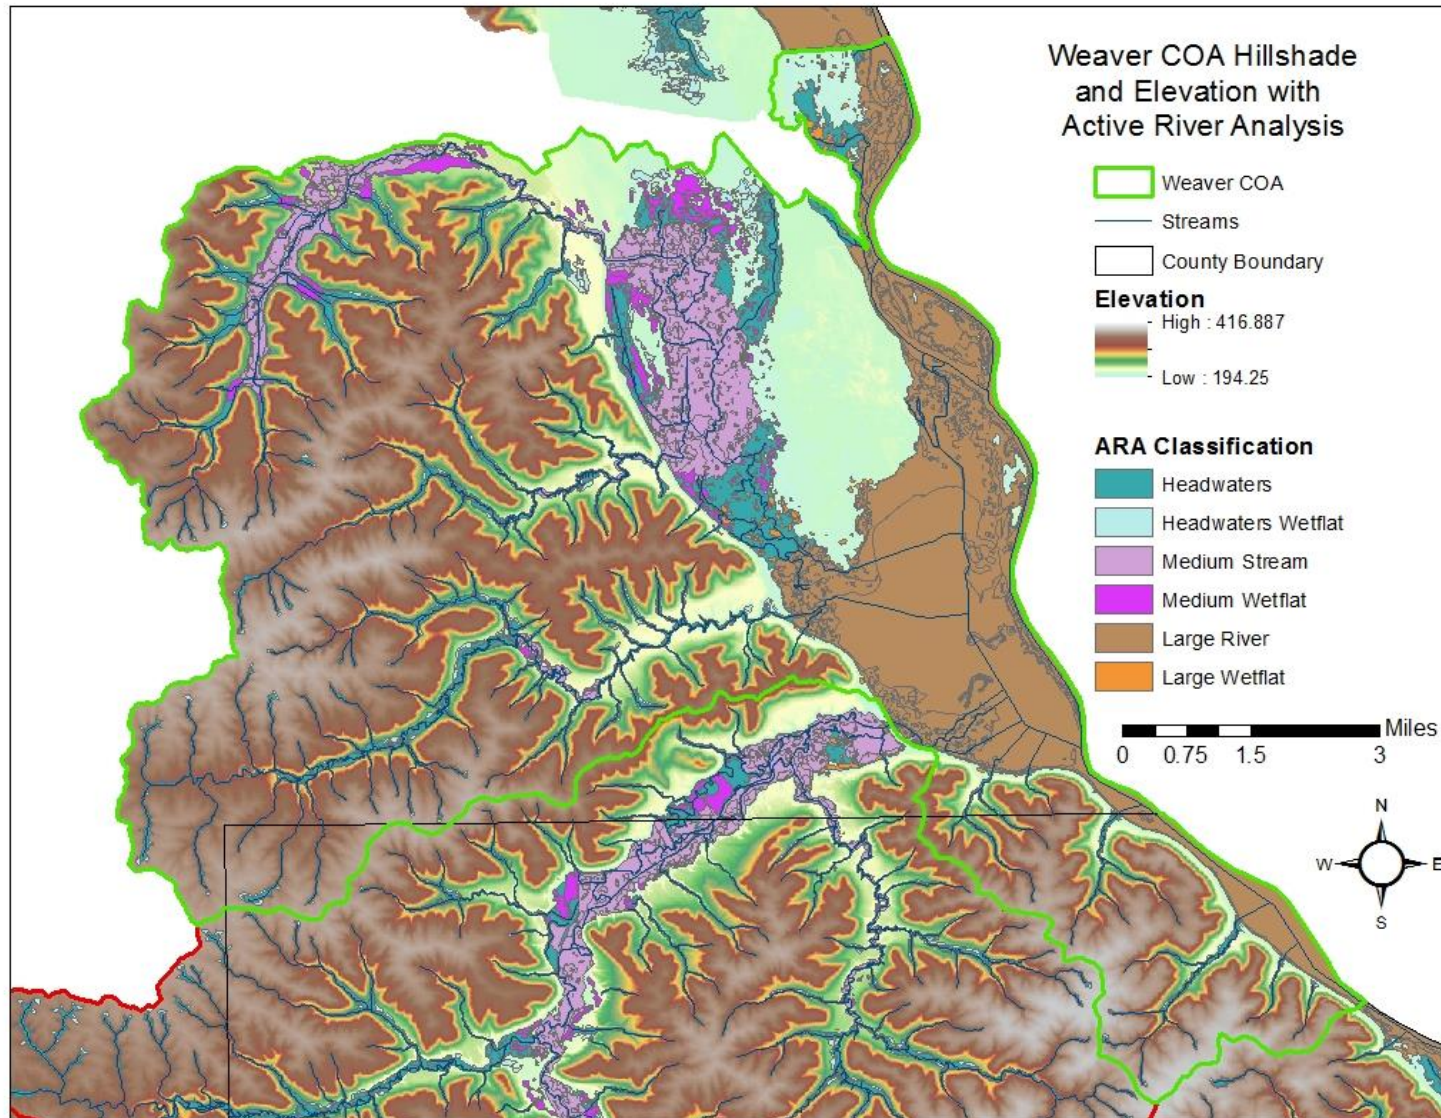 Weaver COA Hillshade
and Elevation with
Active River Analysis
Weaver COA
Streams
County Boundary
Elevation
High : 416.887
Low : 194.25
ARA Classification
Headwaters
Headwaters Wetflat
Medium Stream
Medium Wetflat
Large River
Large Wetflat
Miles
0 0.75 1.5 3
N
W E
S